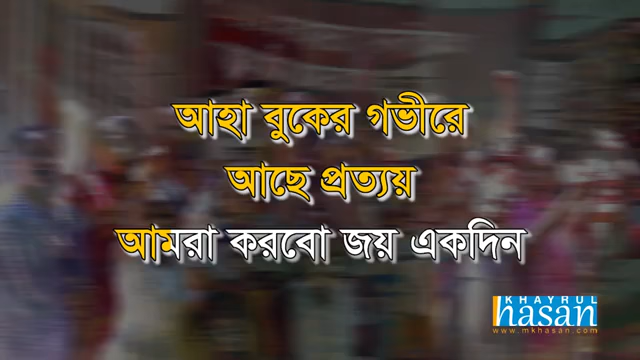 আহা বুকের গভীরে
আছে প্রত্যয়
আমরা করবো জয় একদিন
KHAYRUL
hasan
www.mkhasan.com